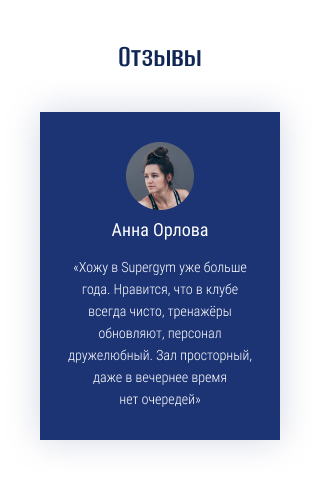 Отзывы
Анна Орлова
«Хожу в Supergym уже больше
года. Нравится, что в клубе
всегда чисто, тренажёры
обновляют, персонал
дружелюбный. Зал просторный,
даже в вечернее время
нет очередей»